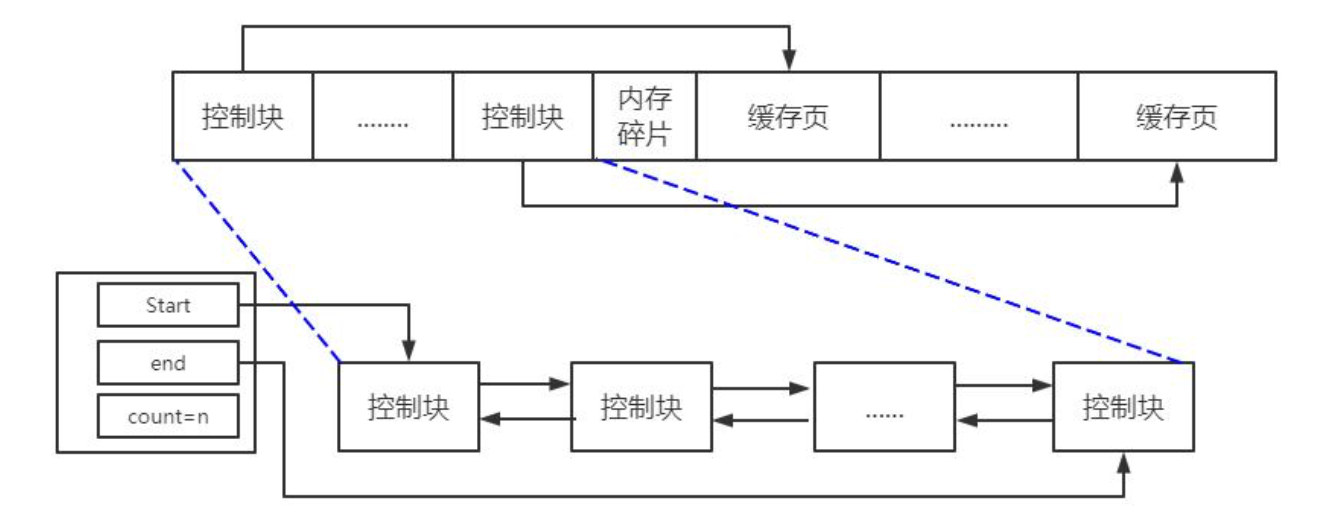 控制块
........
控制块
内存
碎片
缓存页
.........
缓存页
Start
end
count=n
控制块
控制块
......
控制块